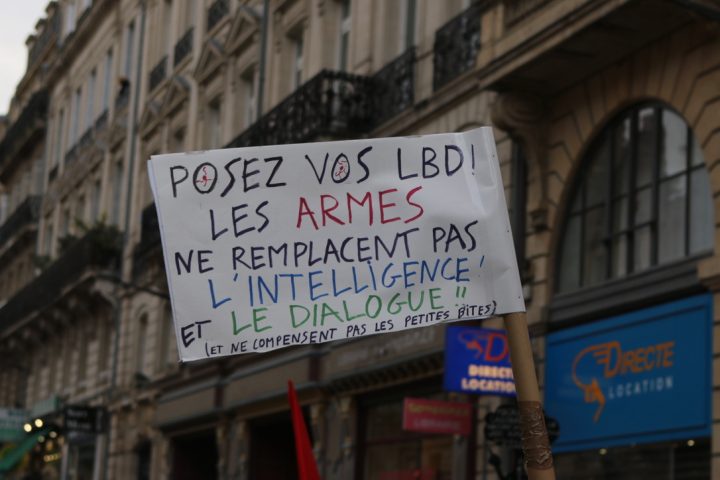 POSEZ VOS LBD!
LES ARMES
NE REMPLACENT PAS
L'INTELLIGENCE!
ET LE DIALOGUE"
(ET NE COMPENSENT PAS LES PETITES BITES)
DIRECTE
LOCATION
DIRECTE
LOCATION